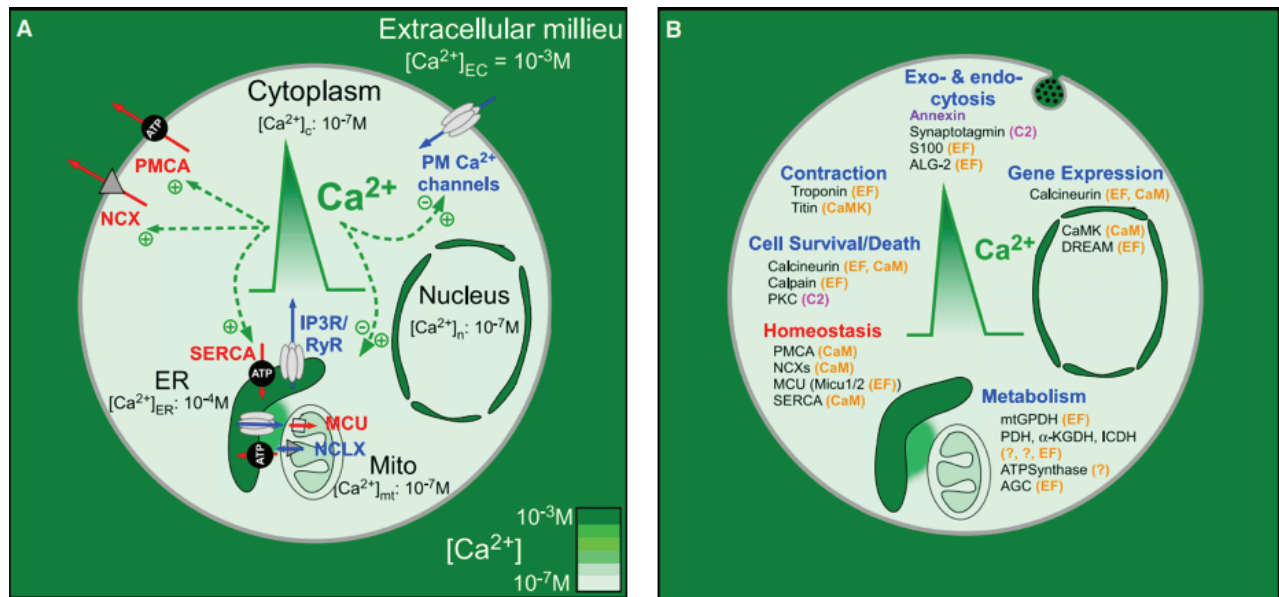 A
Extracellular millieu
[Ca2+]EC = 10-3M
Cytoplasm
[Ca2+]c: 10-7M
ATP
PMCA
⊕
NCX
⊕
Ca2+
PM Ca2+
channels
⊖
⊕
Nucleus
[Ca2+]n: 10-7M
IP3R/
RyR
⊖
⊕
⊕
SERCA
ATP
ER
[Ca2+]ER: 10-4M
MCU
NCLX
ATP
Mito
[Ca2+]mt: 10-7M
10-3M
[Ca2+]
10-7M
B
Exo- & endo-
cytosis
Annexin
Synaptotagmin (C2)
S100 (EF)
ALG-2 (EF)
Contraction
Troponin (EF)
Titin (CaMK)
Gene Expression
Calcineurin (EF, CaM)
CaMK (CaM)
DREAM (EF)
Ca2+
Cell Survival/Death
Calcineurin (EF, CaM)
Calpain (EF)
PKC (C2)
Homeostasis
PMCA (CaM)
NCXs (CaM)
MCU (Micu1/2 (EF))
SERCA (CaM)
Metabolism
mtGPDH (EF)
PDH, α-KGDH, ICDH
(?, ?, EF)
ATPSynthase (?)
AGC (EF)